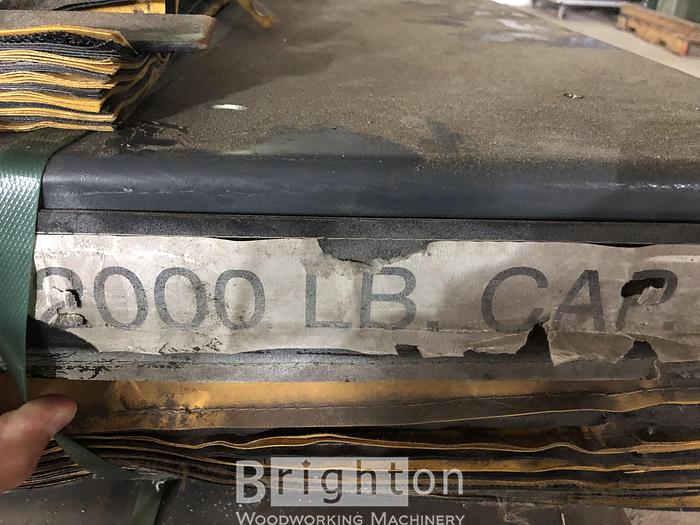 2000 LB. CAP.
Brighton
WOODWORKING MACHINERY